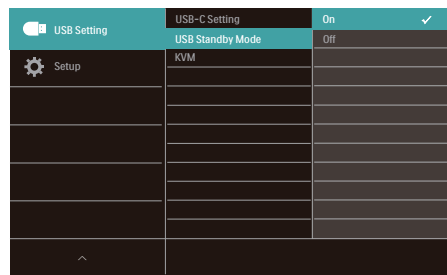 USB Setting
Setup
USB-C Setting
USB Standby Mode
KVM
On
Off